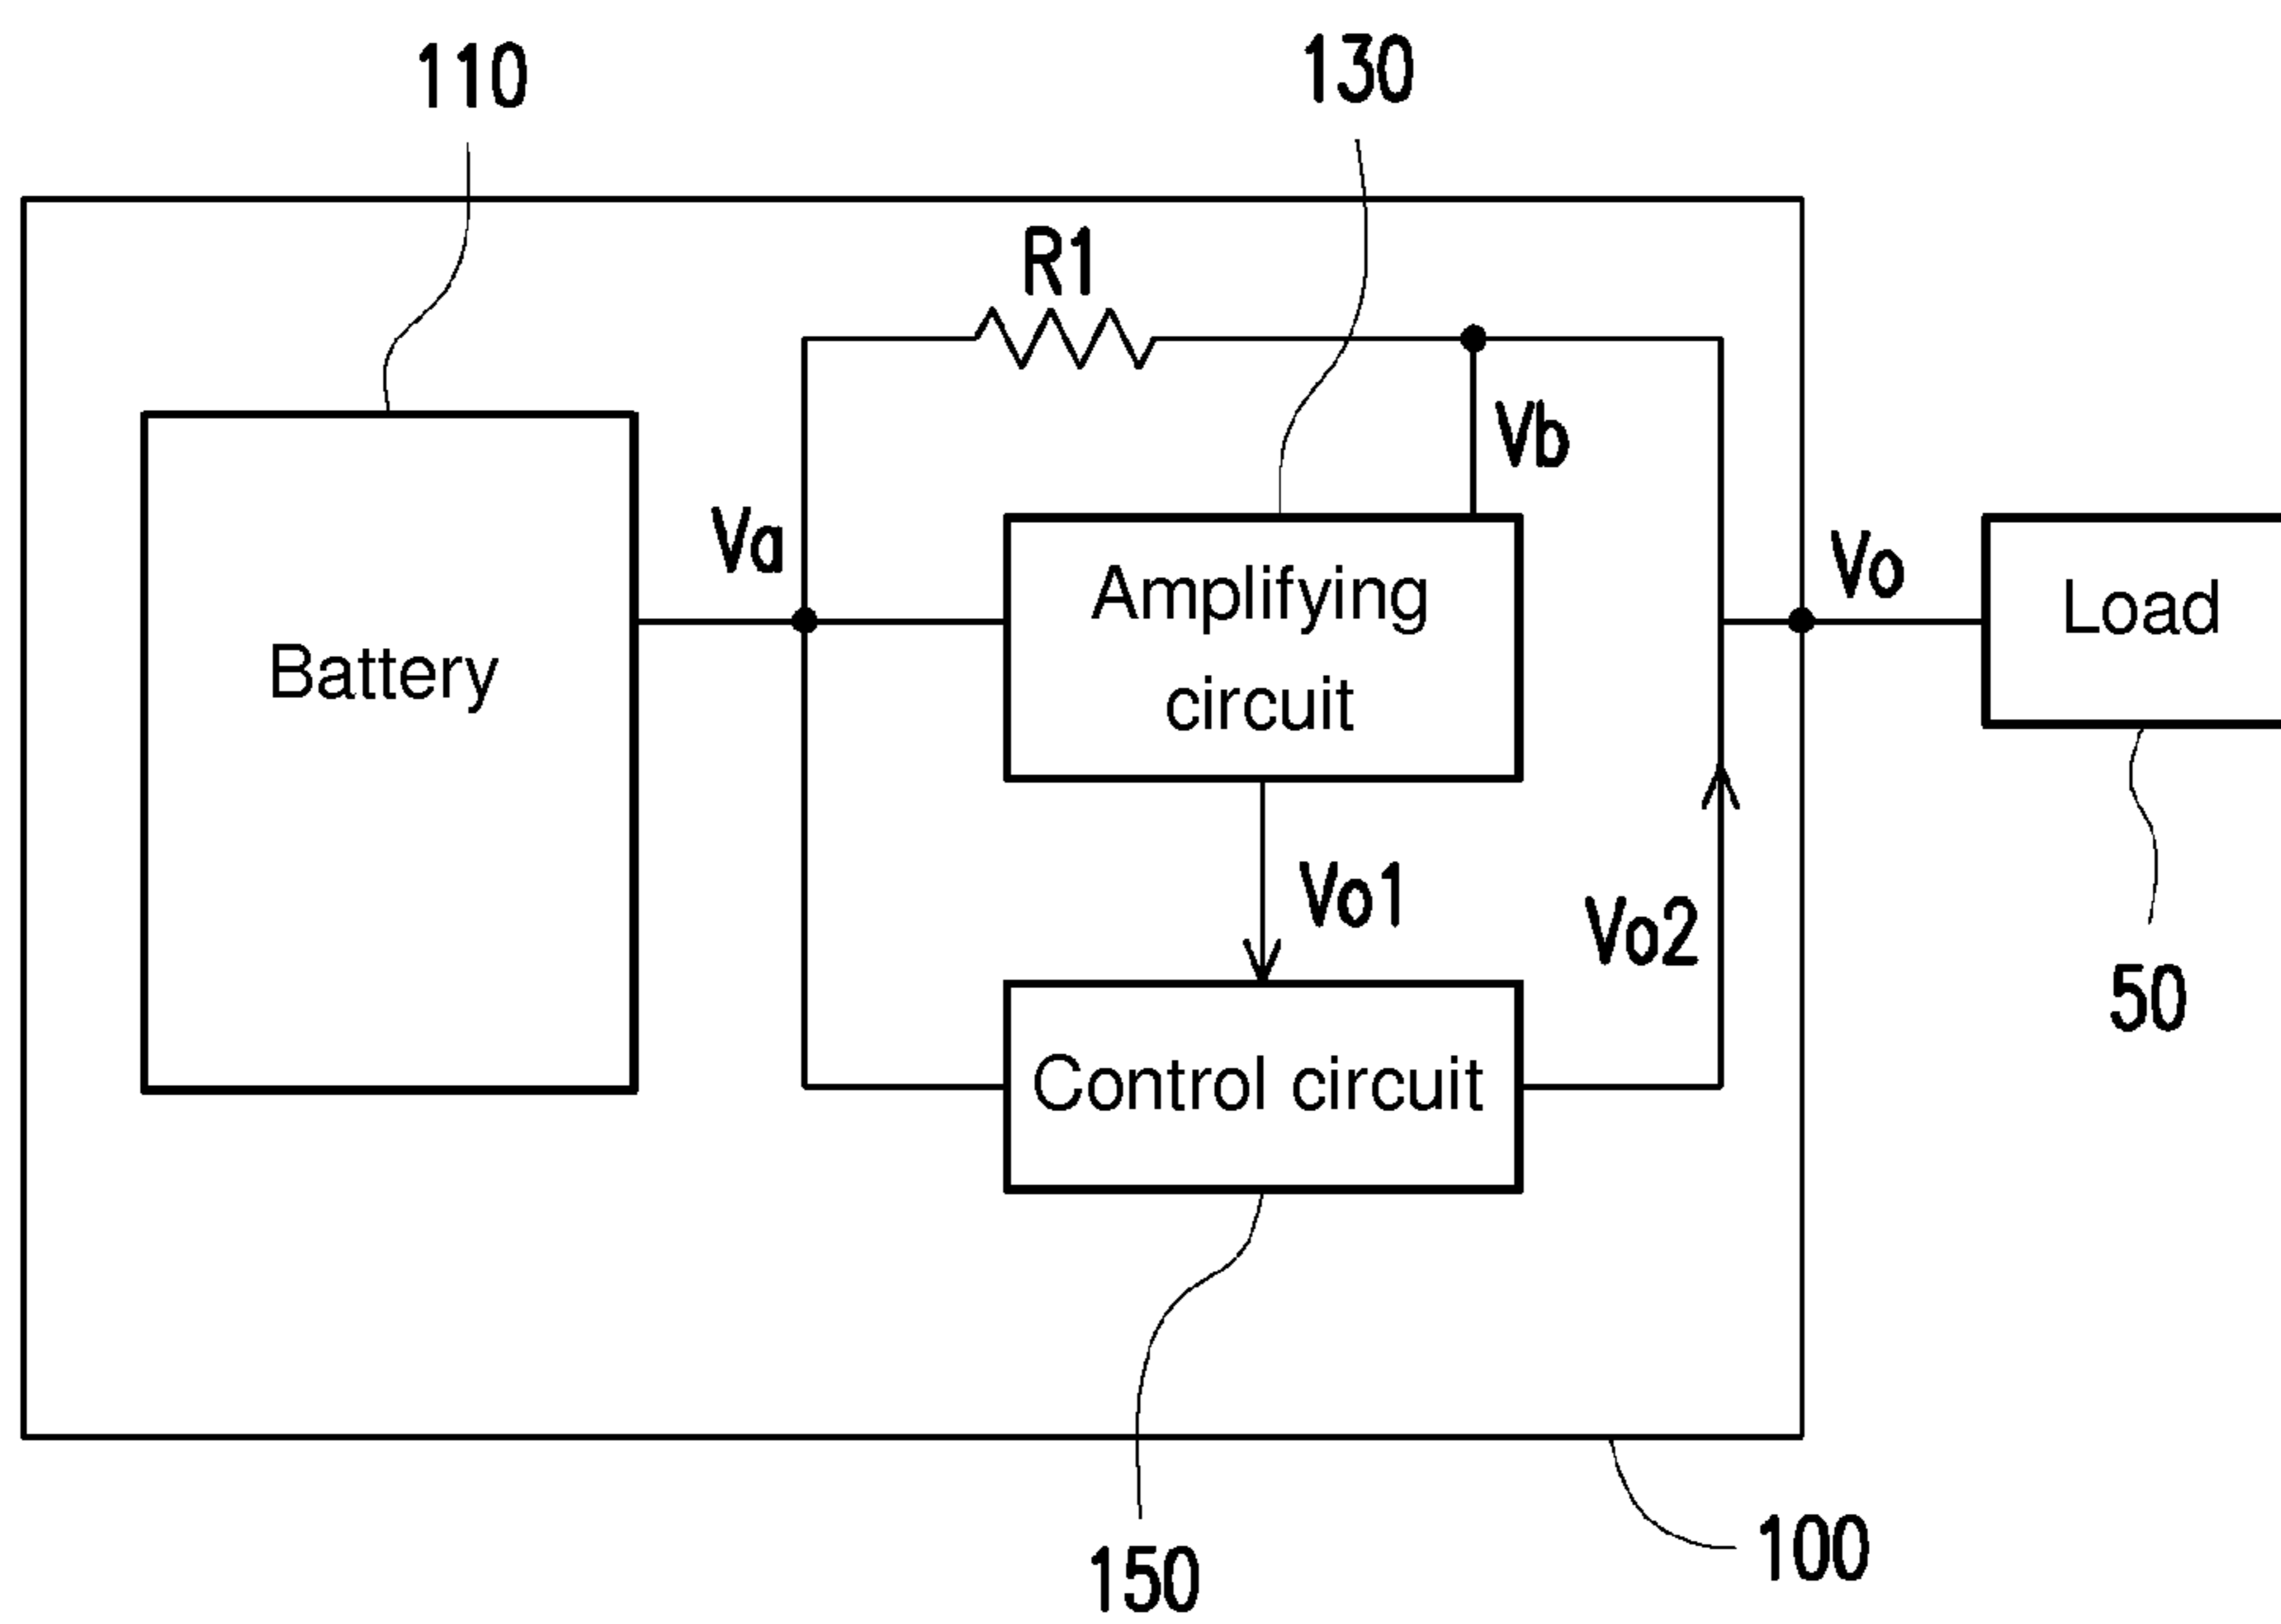 110
130
R1
Vb
Va
Vo
Amplifying
circuit
Load
Battery
Vo1
Vo2
50
Control circuit
100
150